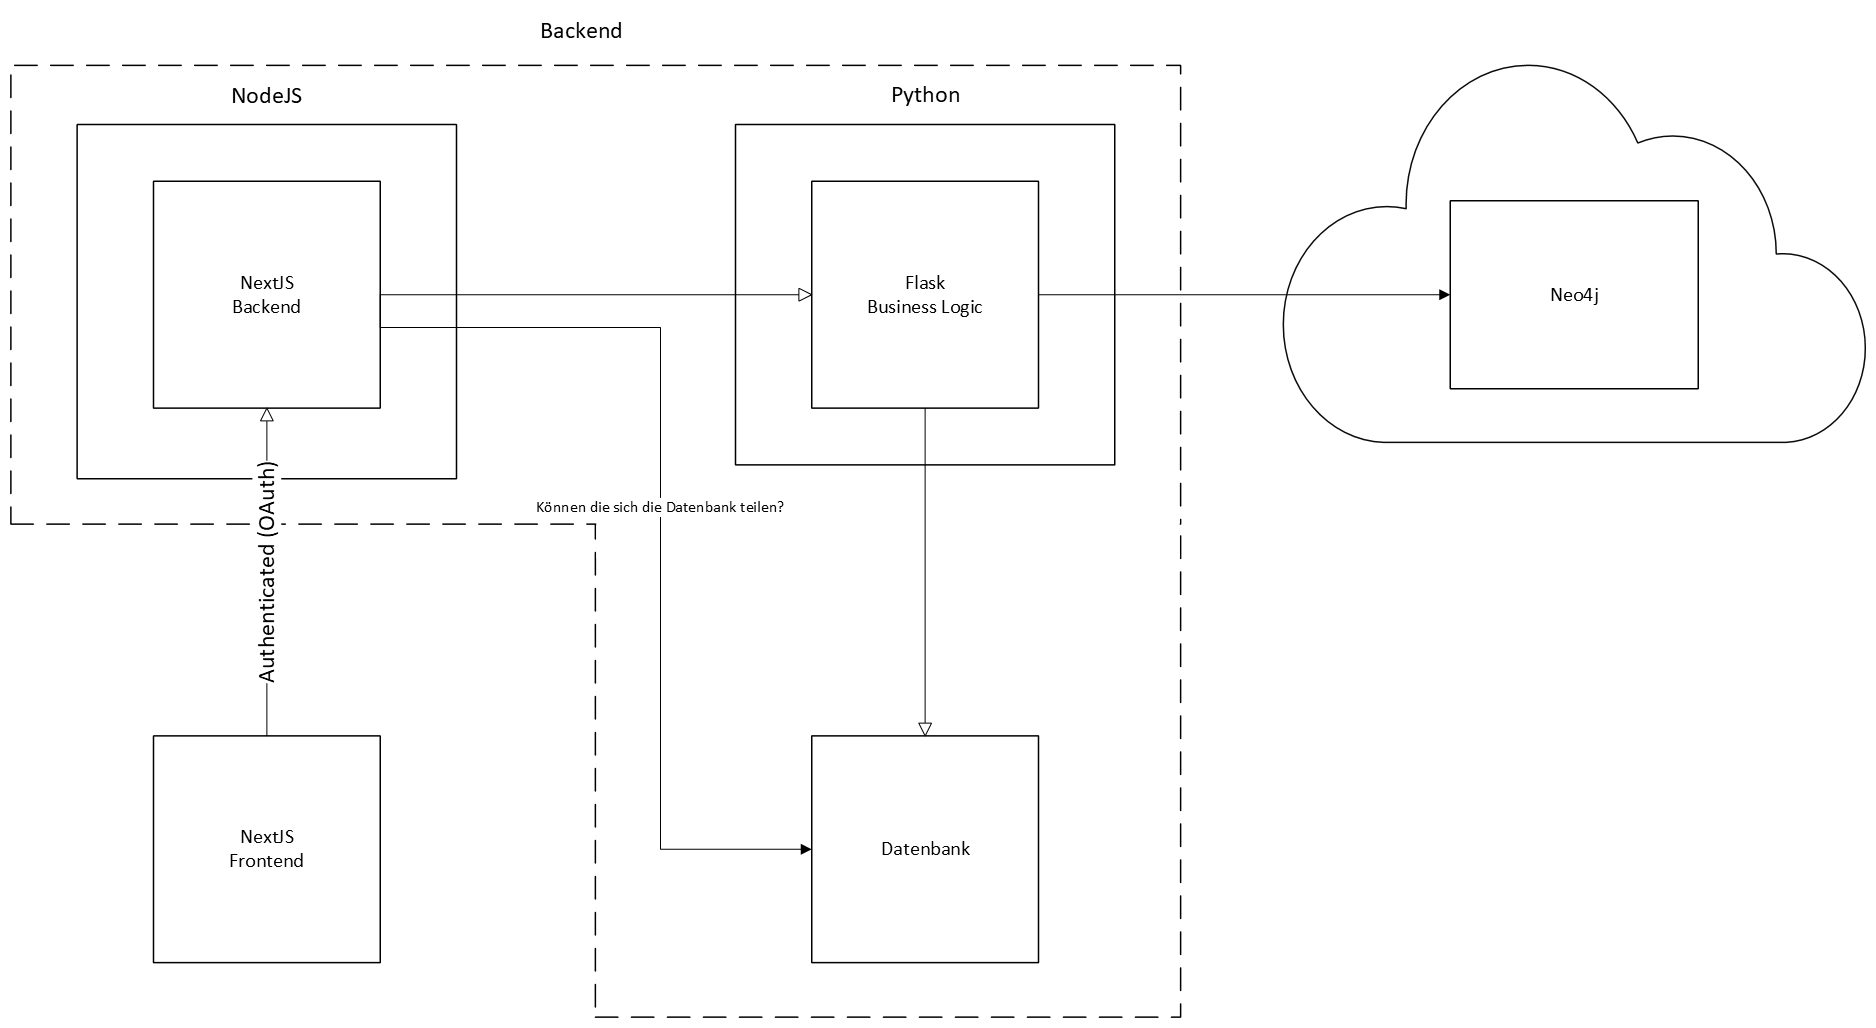 Backend
NodeJS
Python
NextJS
Backend
Flask
Business Logic
Neo4j
Authenticated (OAuth)
Können die sich die Datenbank teilen?
NextJS
Frontend
Datenbank